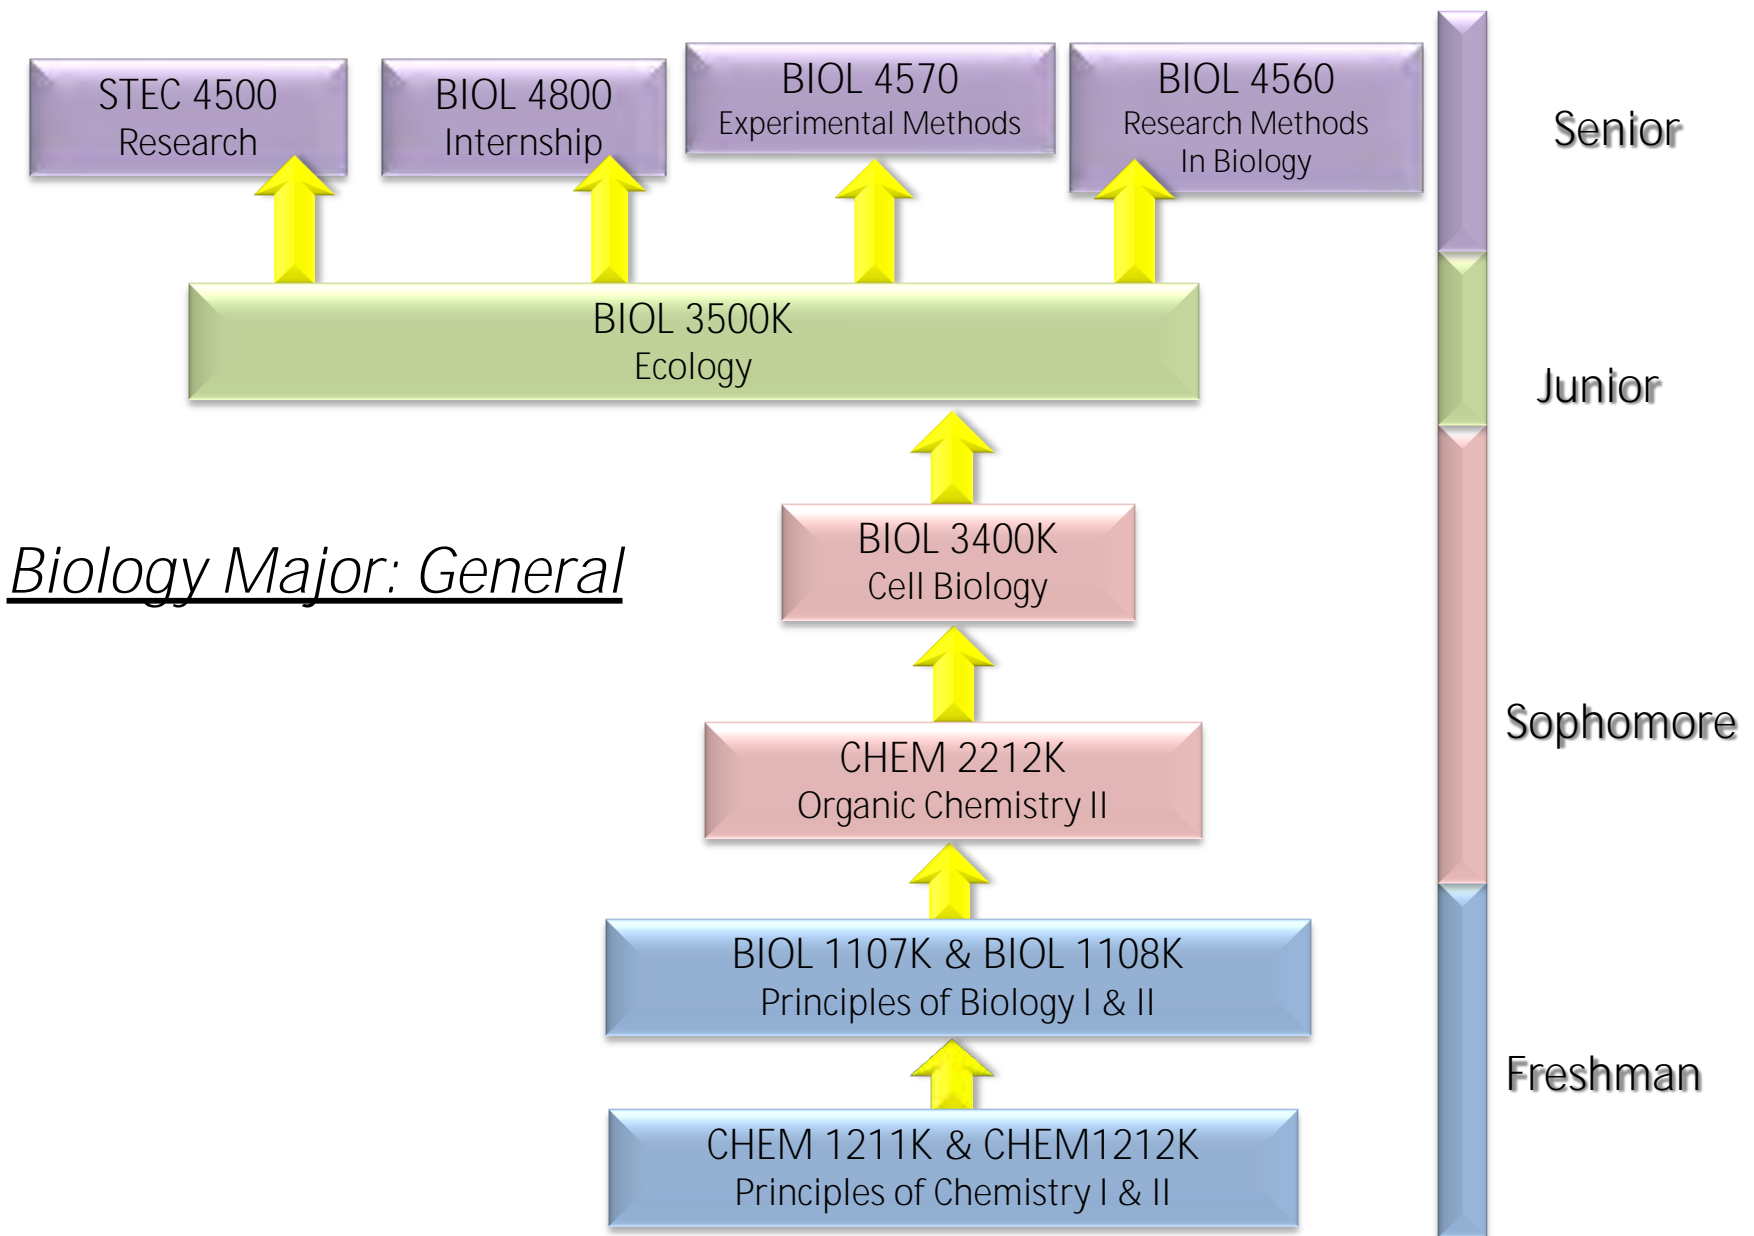 STEC 4500
Research
BIOL 4800
Internship
BIOL 4570
Experimental Methods
BIOL 4560
Research Methods
In Biology
Senior
BIOL 3500K
Ecology
Junior
BIOL 3400K
Cell Biology
Biology Major: General
CHEM 2212K
Organic Chemistry II
Sophomore
BIOL 1107K & BIOL 1108K
Principles of Biology I & II
Freshman
CHEM 1211K & CHEM1212K
Principles of Chemistry I & II